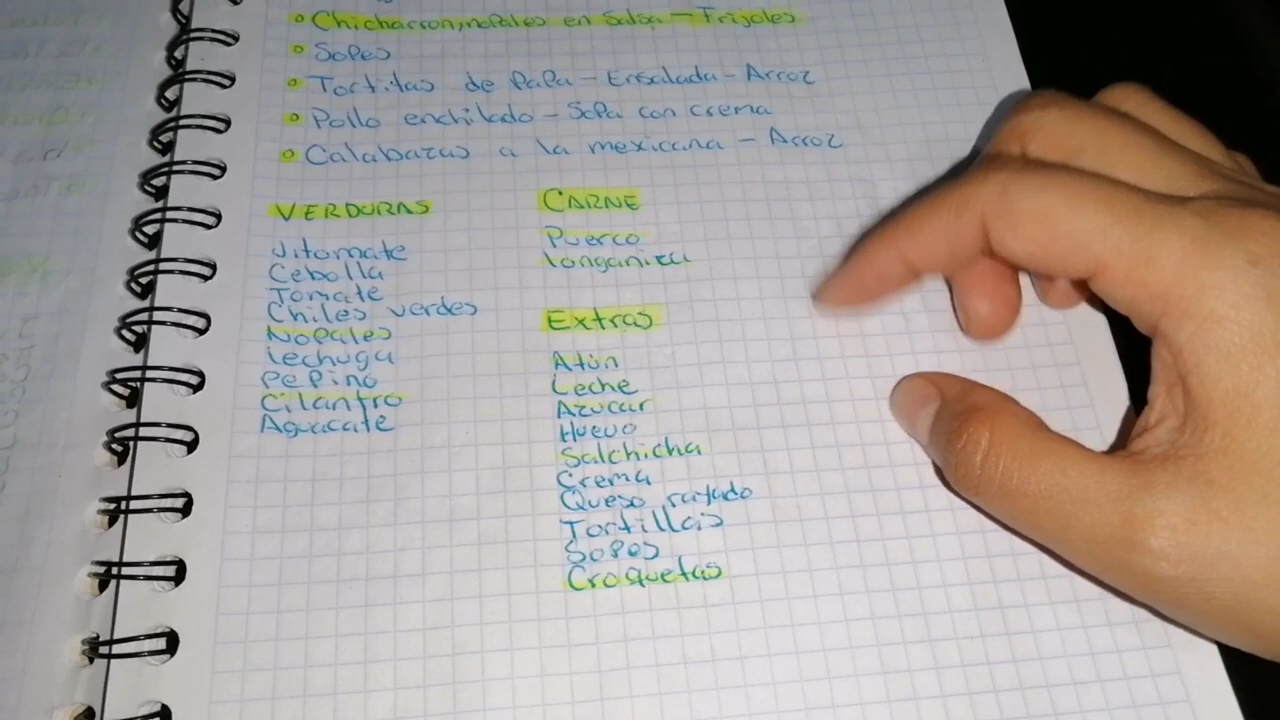 Chicharron, nopales en Salsa - Frijoles
Sopes
Tortitas de papa - Ensalada - Arroz
Pollo enchilado - Sopa con crema
Calabazas a la mexicana - Arroz
VERDURAS
Jitomate
Cebolla
Tomate
Chiles verdes
Nopales
lechuga
Pepino
Cilantro
Aguacate
CARNE
Puerco
longaniza
Extras
Atún
Leche
Azucar
Huevo
Salchicha
Crema
Queso rayado
Tortillas
Sopes
Croquetas